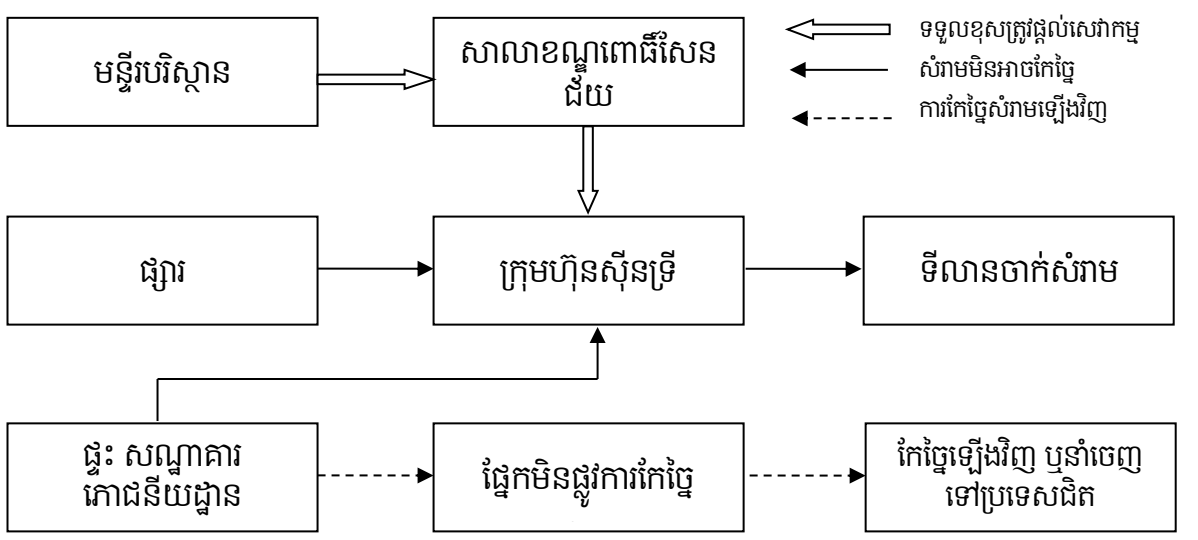 មន្ទីរបរិស្ថាន
សាលាខណ្ឌពោធិ៍សែន
ជ័យ
ទទួលខុសត្រូវផ្តល់សេវាកម្ម
សំរាមមិនអាចកែច្នៃ
ការកែច្នៃសំរាមឡើងវិញ
ផ្សារ
ក្រុមហ៊ុនស៊ីនទ្រី
ទីលានចាក់សំរាម
ផ្ទះ សណ្ឋាគារ
ភោជនីយដ្ឋាន
ផ្នែកមិនផ្លូវការកែច្នៃ
កែច្នៃឡើងវិញ ឬនាំចេញ
ទៅប្រទេសជិត